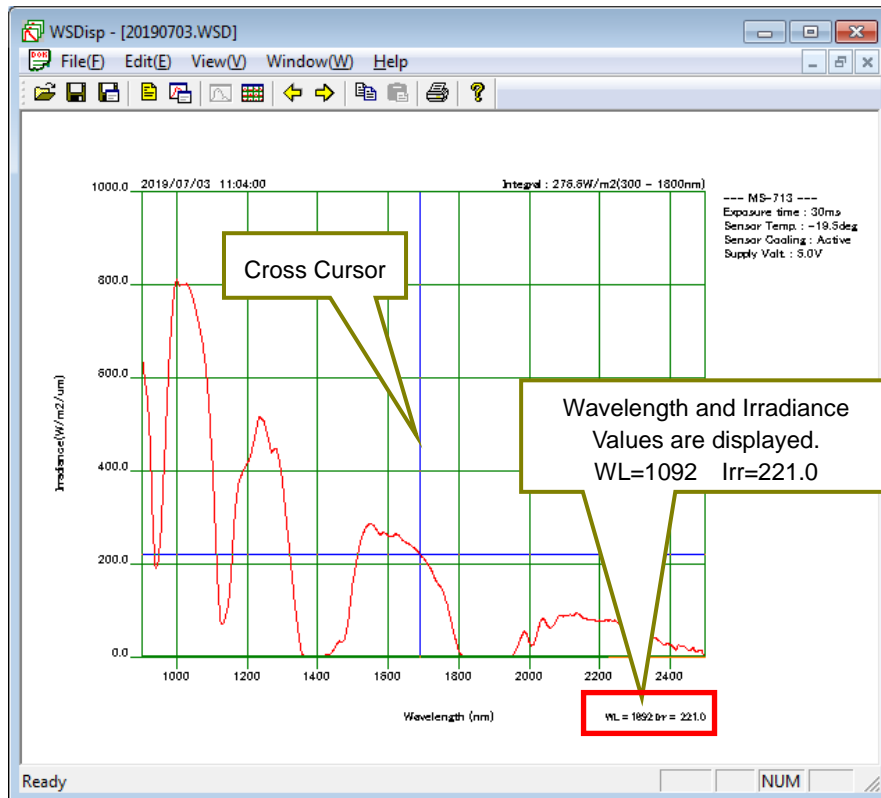 WSDisp - [20190703.WSD]
File(F) Edit(E) View(V) Window(W) Help
1000.0 2019/07/03 11:04:00 Integral : 276.6W/m2(300 - 1800nm)
--- MS-713 ---
Exposure time : 30ms
Sensor Temp. : -19.5deg
Sensor Cooling : Active
Supply Volt. : 5.0V
Cross Cursor
800.0
600.0
Wavelength and Irradiance
Values are displayed.
WL=1092 Irr=221.0
Irradiance(W/m2/um)
400.0
200.0
0.0
1000 1200 1400 1600 1800 2000 2200 2400
Wavelength (nm)
WL = 1692 Irr = 221.0
Ready
NUM